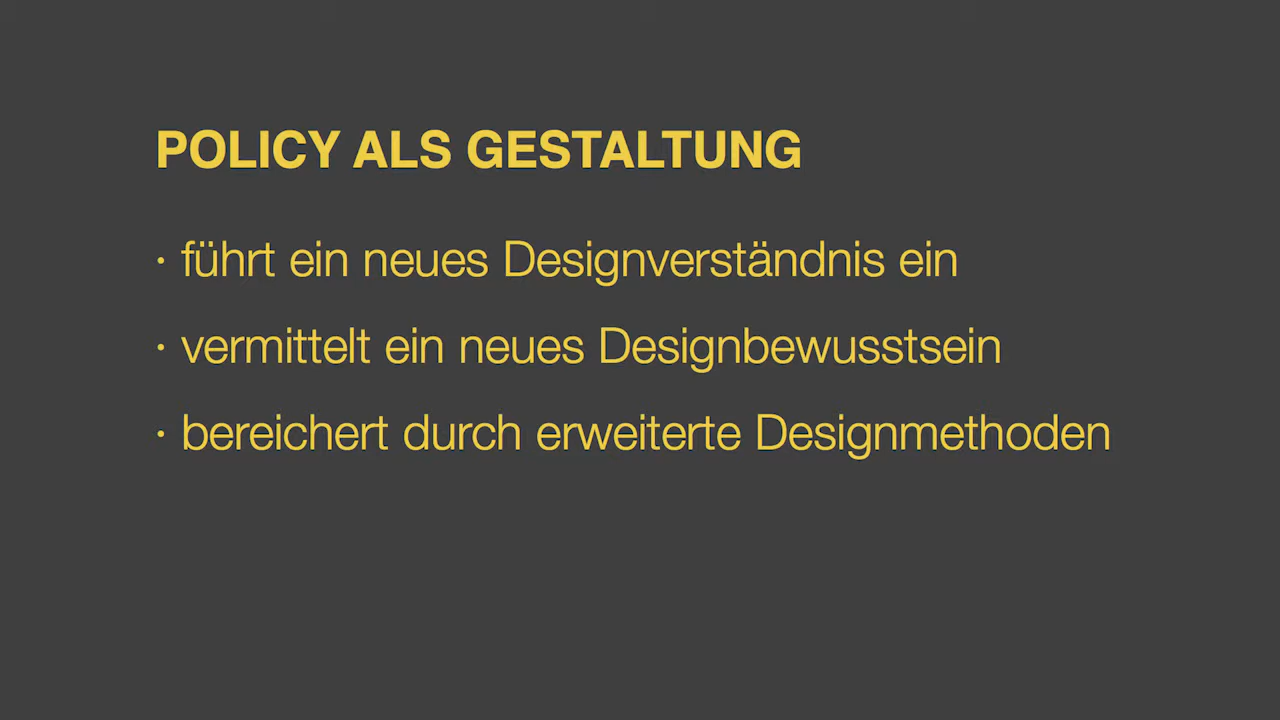 POLICY ALS GESTALTUNG
· führt ein neues Designverständnis ein
· vermittelt ein neues Designbewusstsein
· bereichert durch erweiterte Designmethoden